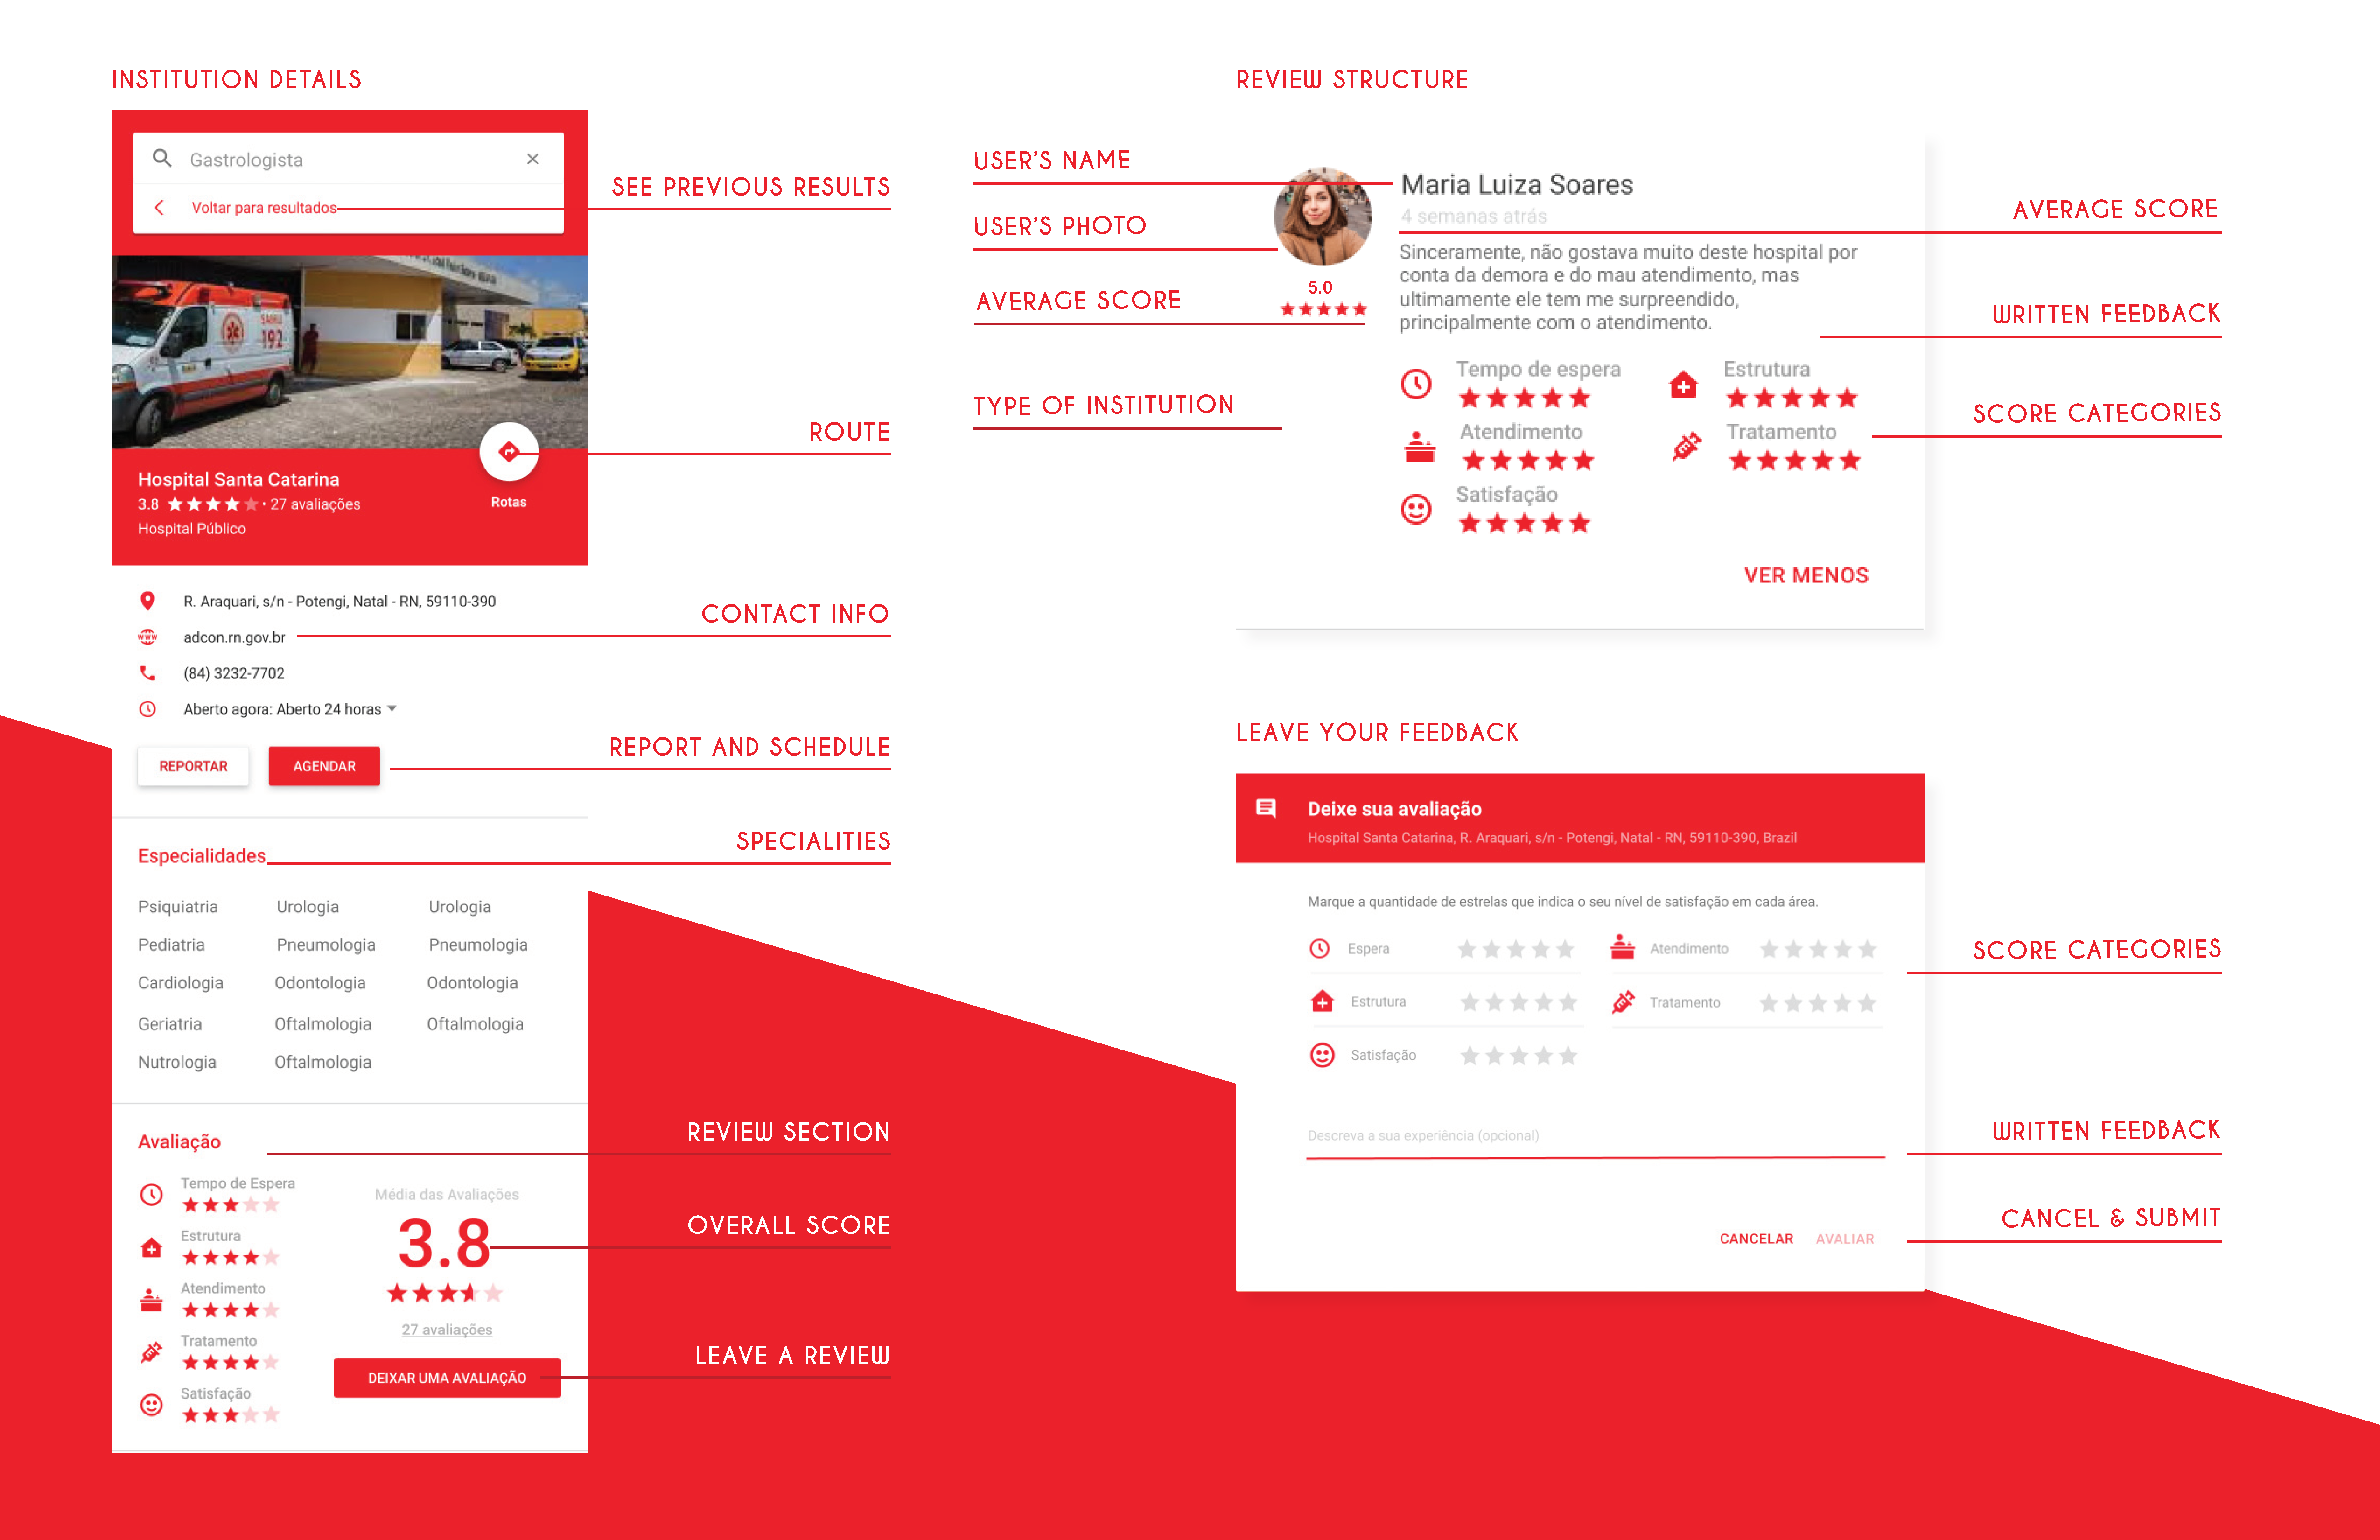 INSTITUTION DETAILS
Gastrologista
Voltar para resultados
SEE PREVIOUS RESULTS
SAMU
192
ROUTE
Hospital Santa Catarina
3.8 • 27 avaliações
Hospital Público
Rotas
R. Araquari, s/n - Potengi, Natal - RN, 59110-390
www
adcon.rn.gov.br
CONTACT INFO
(84) 3232-7702
Aberto agora: Aberto 24 horas
REPORTAR
AGENDAR
REPORT AND SCHEDULE
Especialidades
SPECIALITIES
Psiquiatria Urologia Urologia
Pediatria Pneumologia Pneumologia
Cardiologia Odontologia Odontologia
Geriatria Oftalmologia Oftalmologia
Nutrologia Oftalmologia
Avaliação
REVIEW SECTION
Tempo de Espera
Estrutura
Atendimento
Tratamento
Satisfação
Média das Avaliações
3.8
OVERALL SCORE
27 avaliações
DEIXAR UMA AVALIAÇÃO
LEAVE A REVIEW
REVIEW STRUCTURE
USER'S NAME
USER'S PHOTO
AVERAGE SCORE
TYPE OF INSTITUTION
5.0
Maria Luiza Soares
4 semanas atrás
AVERAGE SCORE
Sinceramente, não gostava muito deste hospital por
conta da demora e do mau atendimento, mas
ultimamente ele tem me surpreendido,
principalmente com o atendimento.
WRITTEN FEEDBACK
Tempo de espera
Estrutura
Atendimento
Tratamento
Satisfação
SCORE CATEGORIES
VER MENOS
LEAVE YOUR FEEDBACK
Deixe sua avaliação
Hospital Santa Catarina, R. Araquari, s/n - Potengi, Natal - RN, 59110-390, Brazil
Marque a quantidade de estrelas que indica o seu nível de satisfação em cada área.
Espera
Atendimento
Estrutura
Tratamento
Satisfação
SCORE CATEGORIES
Descreva a sua experiência (opcional)
WRITTEN FEEDBACK
CANCELAR
AVALIAR
CANCEL & SUBMIT